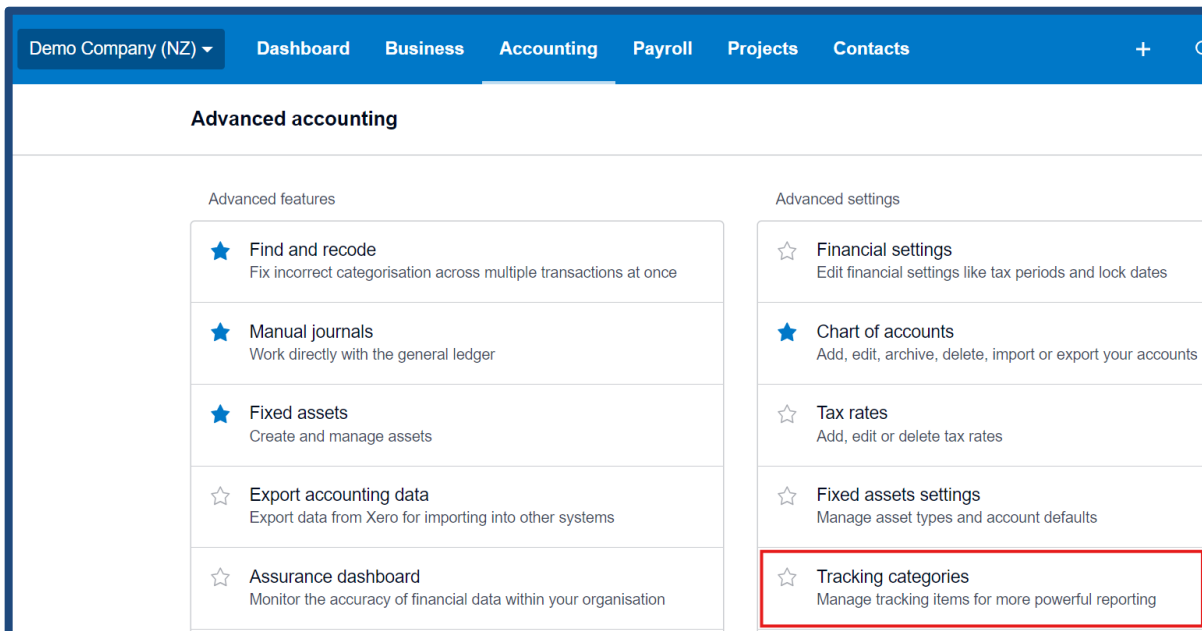 Demo Company (NZ) Dashboard Business Accounting Payroll Projects Contacts +
Advanced accounting
Advanced features
Find and recode
Fix incorrect categorisation across multiple transactions at once
Manual journals
Work directly with the general ledger
Fixed assets
Create and manage assets
Export accounting data
Export data from Xero for importing into other systems
Assurance dashboard
Monitor the accuracy of financial data within your organisation
Advanced settings
Financial settings
Edit financial settings like tax periods and lock dates
Chart of accounts
Add, edit, archive, delete, import or export your accounts
Tax rates
Add, edit or delete tax rates
Fixed assets settings
Manage asset types and account defaults
Tracking categories
Manage tracking items for more powerful reporting